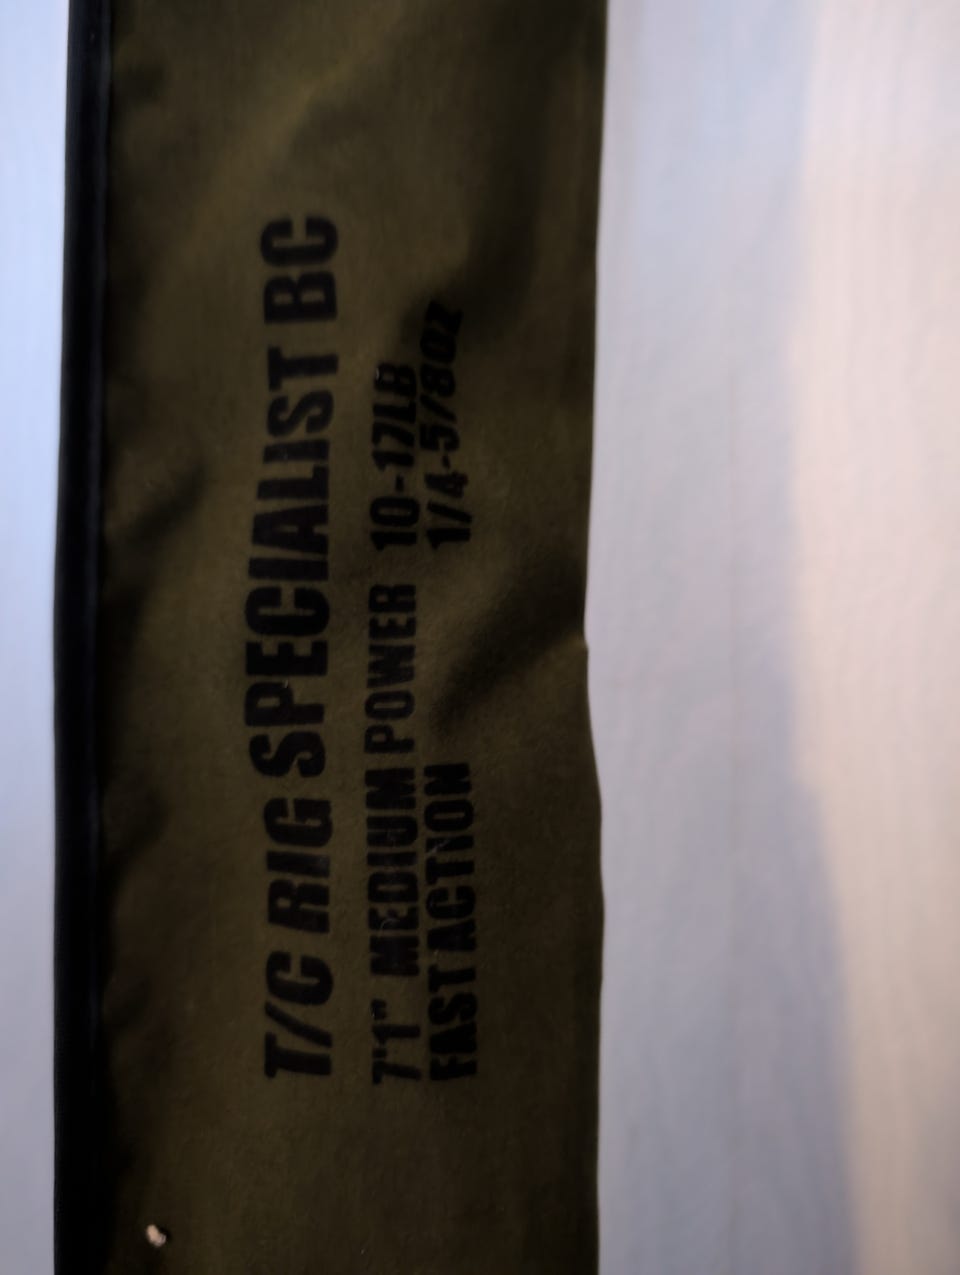 T/C RIG SPECIALIST BC
7'1" MEDIUM POWER 10-17LB
FAST ACTION 1/4-5/8OZ